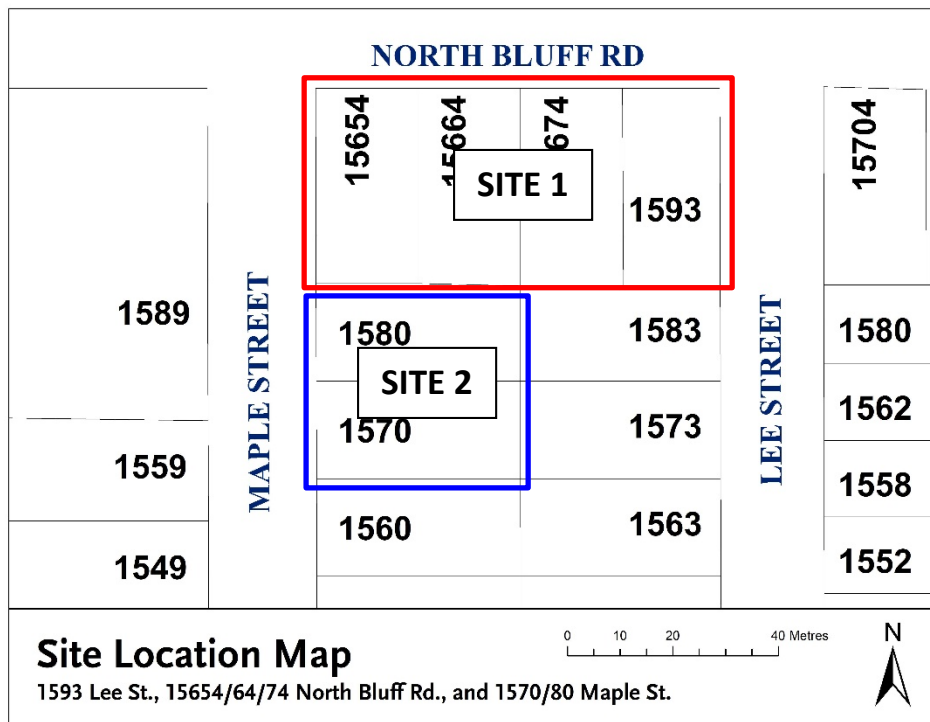 NORTH BLUFF RD
15654
15664
674
15704
SITE 1
1593
1589
MAPLE STREET
1580
1583
LEE STREET
1580
SITE 2
1570
1573
1562
1559
1558
1560
1563
1549
1552
Site Location Map
1593 Lee St., 15654/64/74 North Bluff Rd., and 1570/80 Maple St.
0 10 20 40 Metres
N